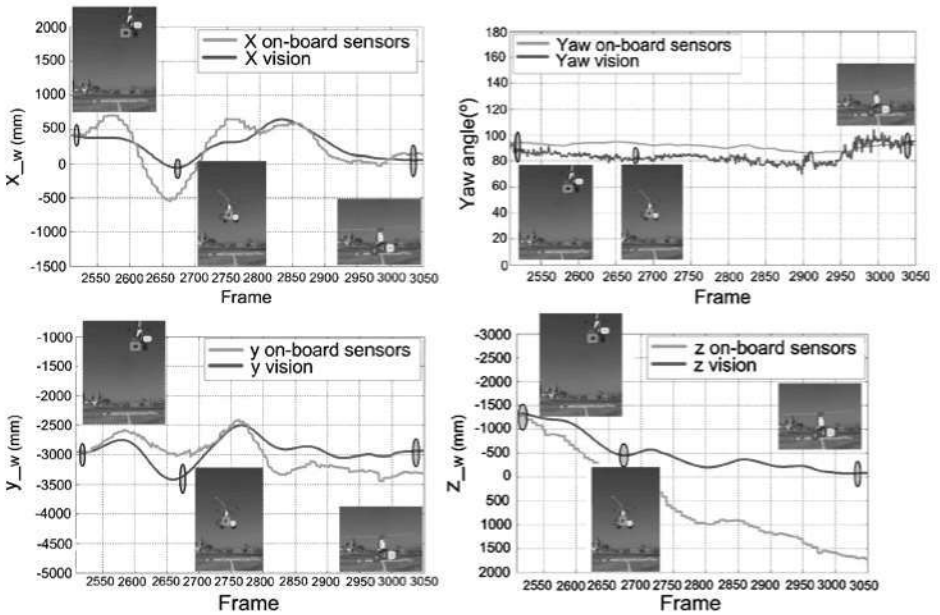 2000
1500
1000
500
0
-500
-1000
-1500
X_w (mm)
X on-board sensors
X vision
2550 2600 2650 2700 2750 2800 2850 2900 2950 3000 3050
Frame
180
160
140
120
100
80
60
40
20
0
Yaw angle(º)
Yaw on-board sensors
Yaw vision
2550 2600 2650 2700 2750 2800 2850 2900 2950 3000 3050
Frame
-1000
-1500
-2000
-2500
-3000
-3500
-4000
-4500
-5000
y_w (mm)
y on-board sensors
y vision
2550 2600 2650 2700 2750 2800 2850 2900 2950 3000 3050
Frame
-3000
-2500
-2000
-1500
-1000
-500
0
500
1000
1500
2000
z_w (mm)
z on-board sensors
z vision
2550 2600 2650 2700 2750 2800 2850 2900 2950 3000 3050
Frame